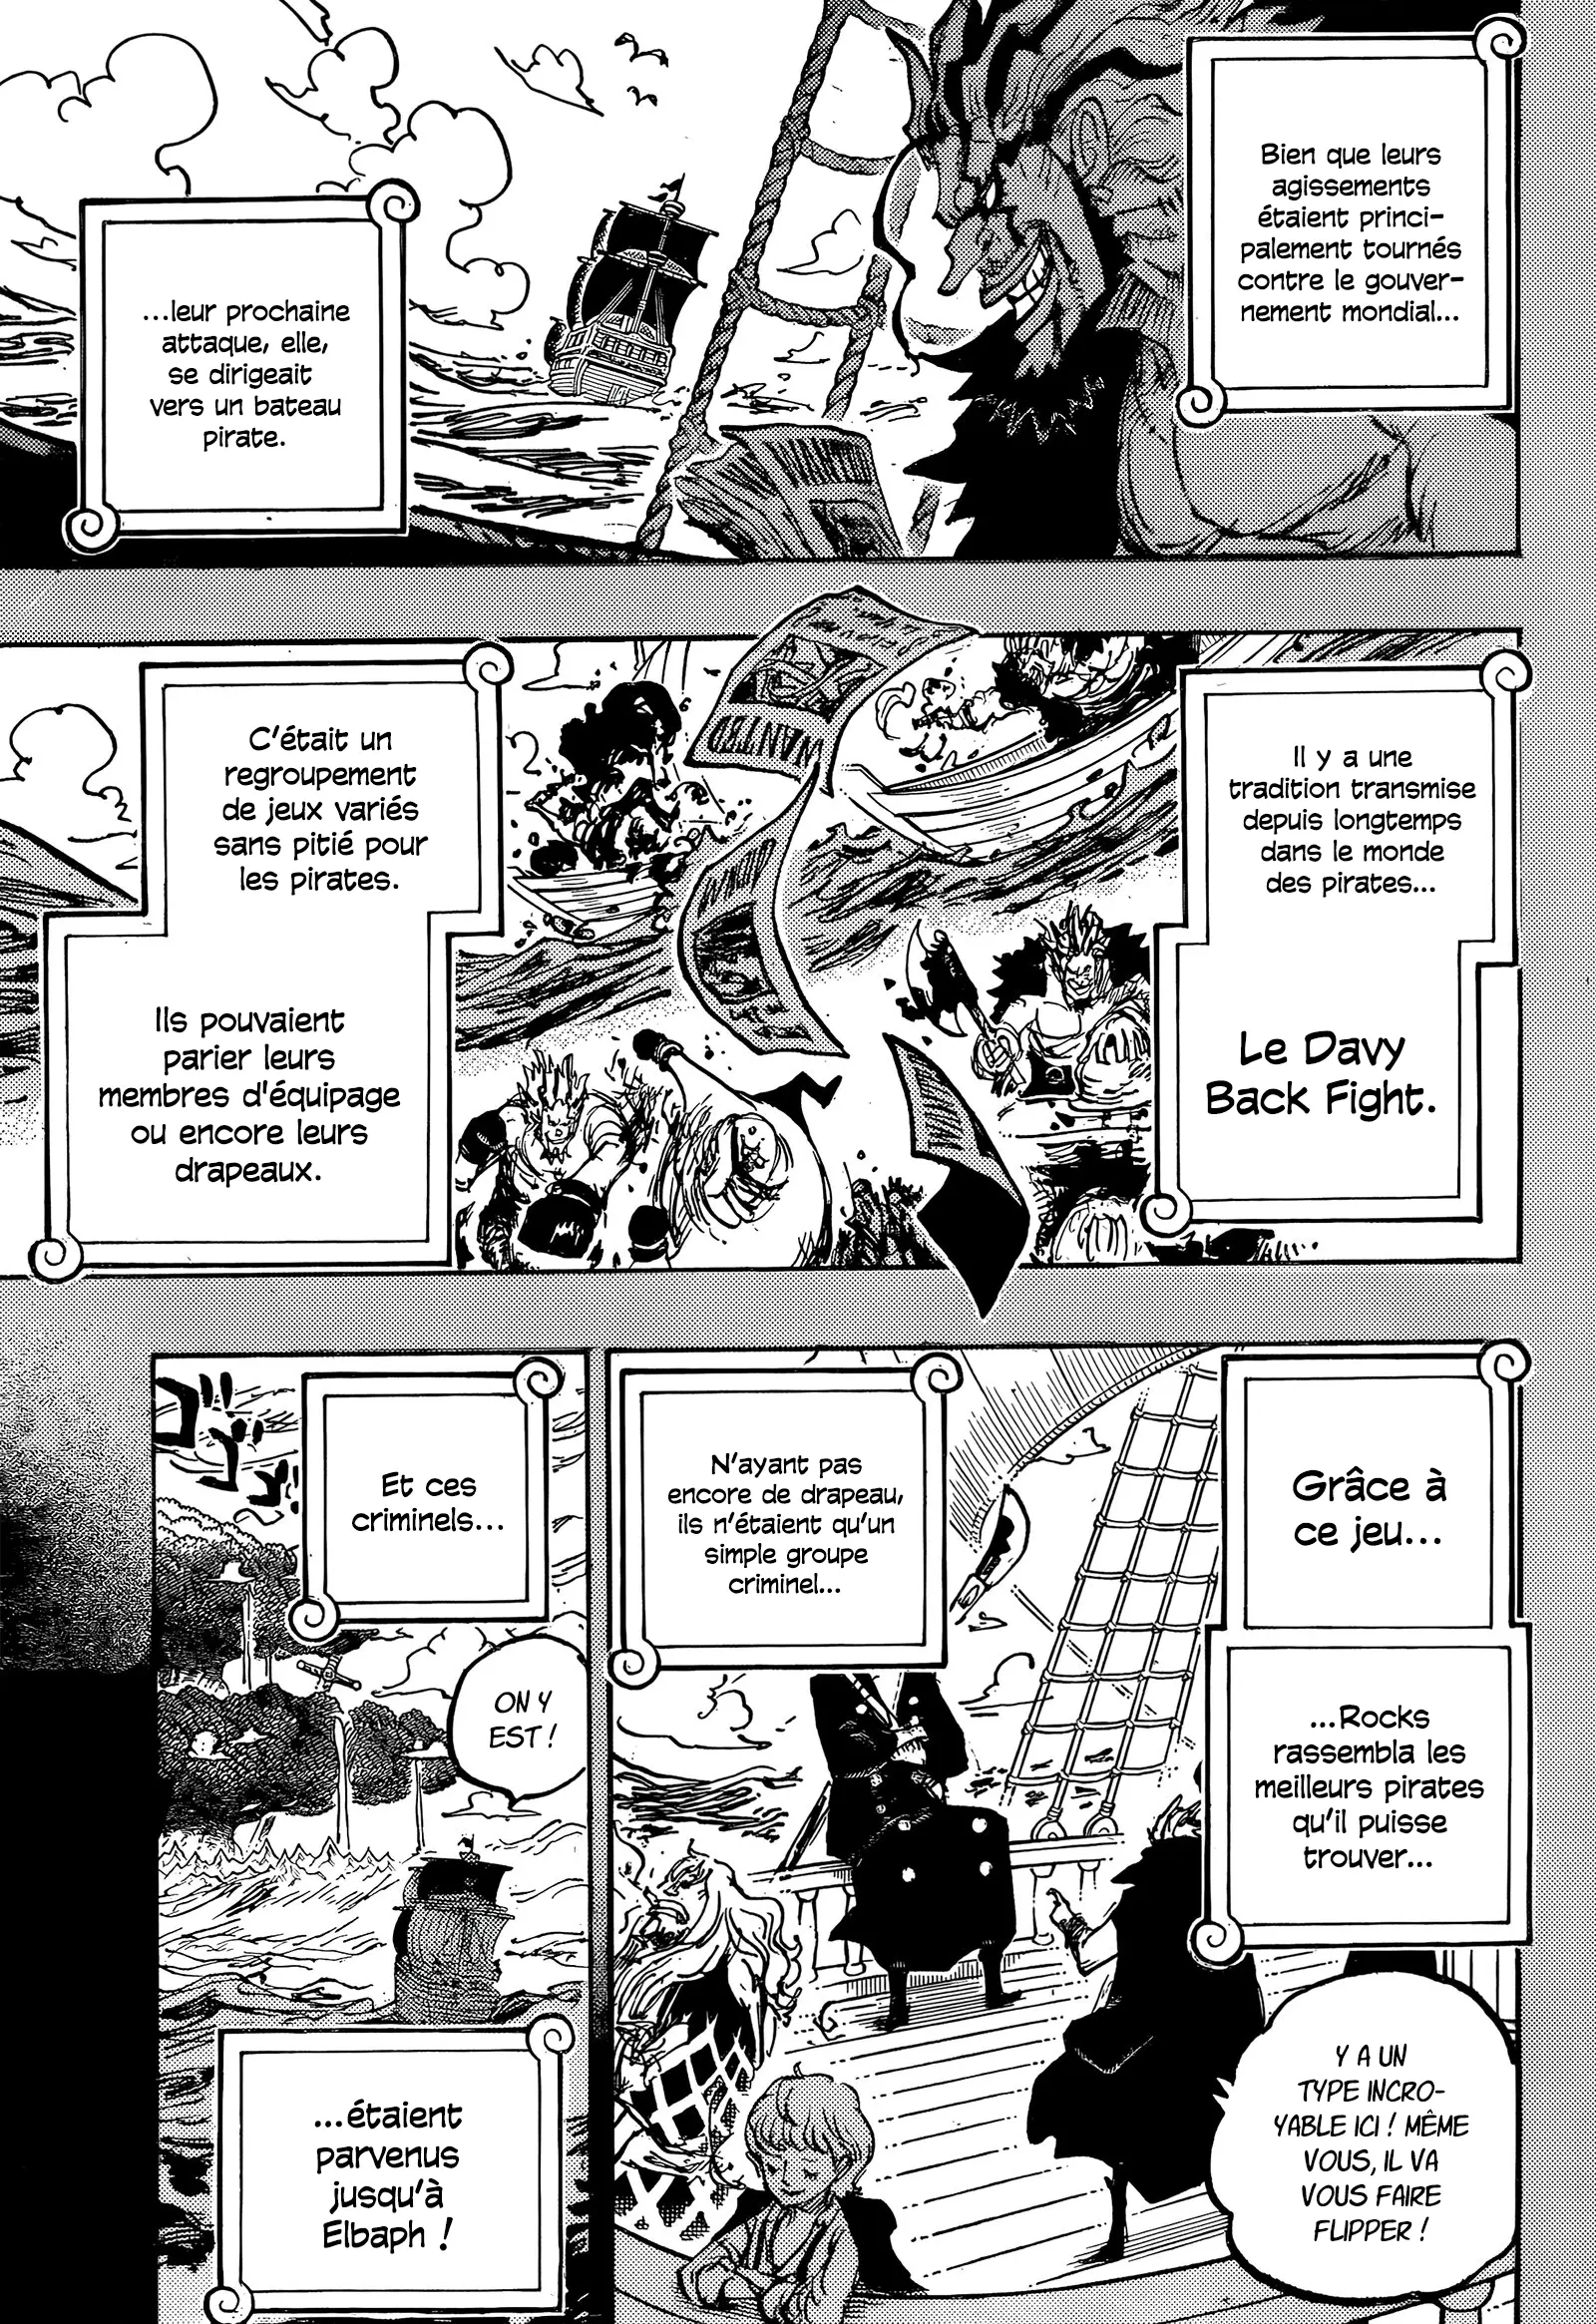 Bien que leurs
agissements
étaient princi-
palement tournés
contre le gouver-
nement mondial...
...leur prochaine
attaque, elle,
se dirigeait
vers un bateau
pirate.
Il y a une
tradition transmise
depuis longtemps
dans le monde
des pirates...
Le Davy
Back Fight.
WANTED
C'était un
regroupement
de jeux variés
sans pitié pour
les pirates.
Ils pouvaient
parier leurs
membres d'équipage
ou encore leurs
drapeaux.
Grâce à
ce jeu...
...Rocks
rassembla les
meilleurs pirates
qu'il puisse
trouver...
N'ayant pas
encore de drapeau,
ils n'étaient qu'un
simple groupe
criminel...
Y A UN
TYPE INCRO-
YABLE ICI ! MÊME
VOUS, IL VA
VOUS FAIRE
FLIPPER !
Et ces
criminels...
ON Y
EST !
...étaient
parvenus
jusqu'à
Elbaph !